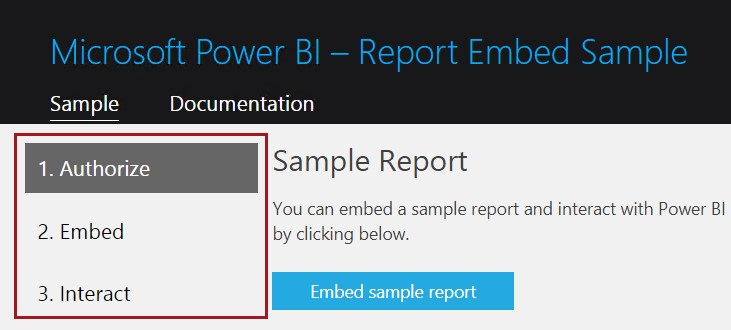 Microsoft Power BI – Report Embed Sample
Sample Documentation
1. Authorize
2. Embed
3. Interact
Sample Report
You can embed a sample report and interact with Power BI
by clicking below.
Embed sample report